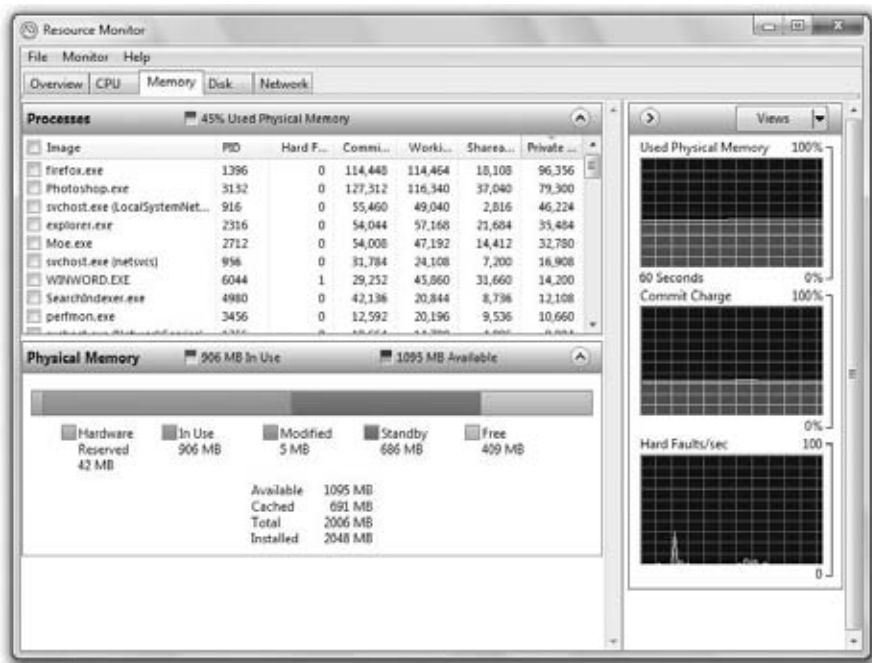 Resource Monitor
File Monitor Help
Overview CPU Memory Disk Network
Processes 45% Used Physical Memory
Image PID Hard F... Commi... Worki... Sharea... Private ...
firefox.exe 1396 0 114,448 114,464 18,108 96,356
Photoshop.exe 3132 0 127,312 116,340 37,040 79,300
svchost.exe (LocalSystemNet... 916 0 55,460 49,040 2,816 46,224
explorer.exe 2316 0 54,044 57,168 21,684 35,484
Moe.exe 2712 0 54,008 47,192 14,412 32,780
svchost.exe (netsvcs) 956 0 31,784 24,108 7,200 16,908
WINWORD.EXE 6044 1 29,252 45,860 31,660 14,200
SearchIndexer.exe 4980 0 42,136 20,844 8,736 12,108
perfmon.exe 3456 0 12,592 20,196 9,536 10,660
Physical Memory 906 MB In Use 1095 MB Available
Hardware Reserved 42 MB
In Use 906 MB
Modified 5 MB
Standby 686 MB
Free 409 MB
Available 1095 MB
Cached 691 MB
Total 2006 MB
Installed 2048 MB
Views
Used Physical Memory 100%
60 Seconds 0%
Commit Charge 100%
0%
Hard Faults/sec 100
0